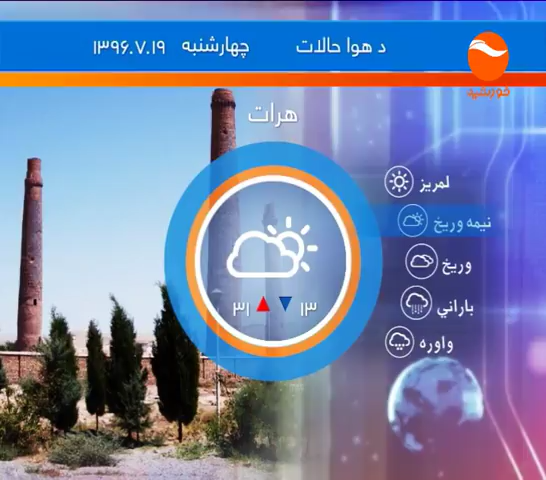 د هوا حالات چهارشنبه ۱۳۹۶.۷.۱۹
خورشید
هرات
لمریز
نیمه وریځ
وریځ
باراني
واوره
۳۱ ۱۳